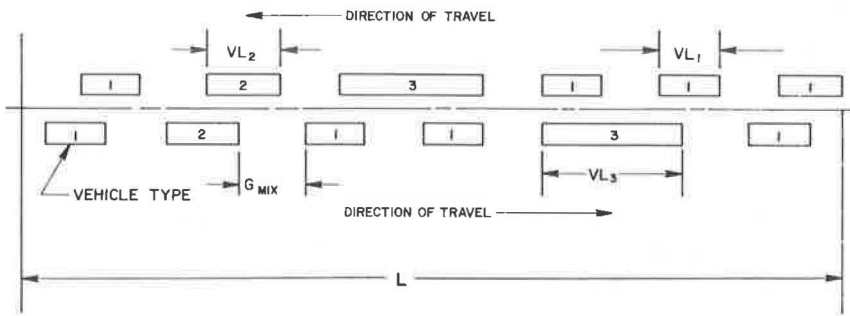 DIRECTION OF TRAVEL
VL2 VL1
1 2 3 1 1 1
1 2 1 1 3 1
VEHICLE TYPE GMIX VL3
DIRECTION OF TRAVEL
L